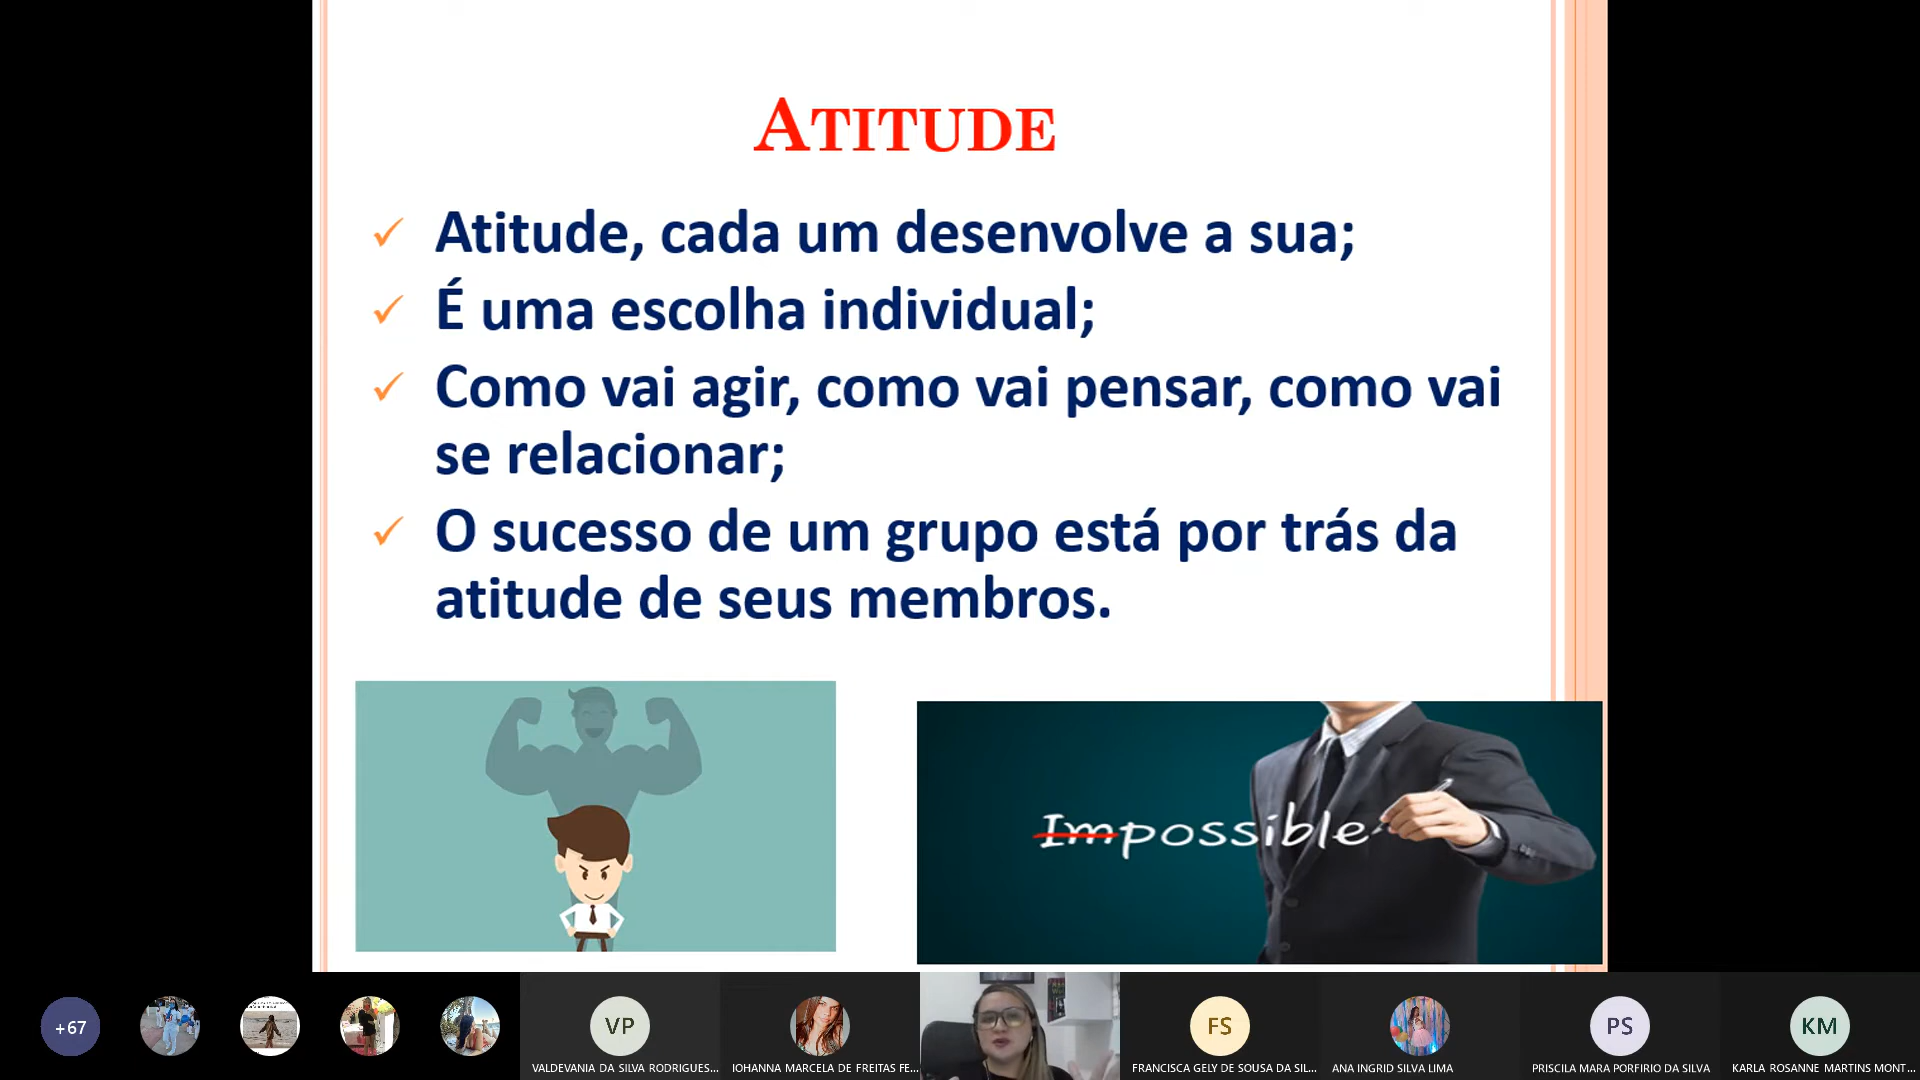 ATITUDE
Atitude, cada um desenvolve a sua;
É uma escolha individual;
Como vai agir, como vai pensar, como vai
se relacionar;
O sucesso de um grupo está por trás da
atitude de seus membros.
Impossible
+67
VP
FS
PS
KM
VALDEVANIA DA SILVA RODRIGUES...
IOHANNA MARCELA DE FREITAS FE...
FRANCISCA GELY DE SOUSA DA SIL...
ANA INGRID SILVA LIMA
PRISCILA MARA PORFIRIO DA SILVA
KARLA ROSANNE MARTINS MONT...